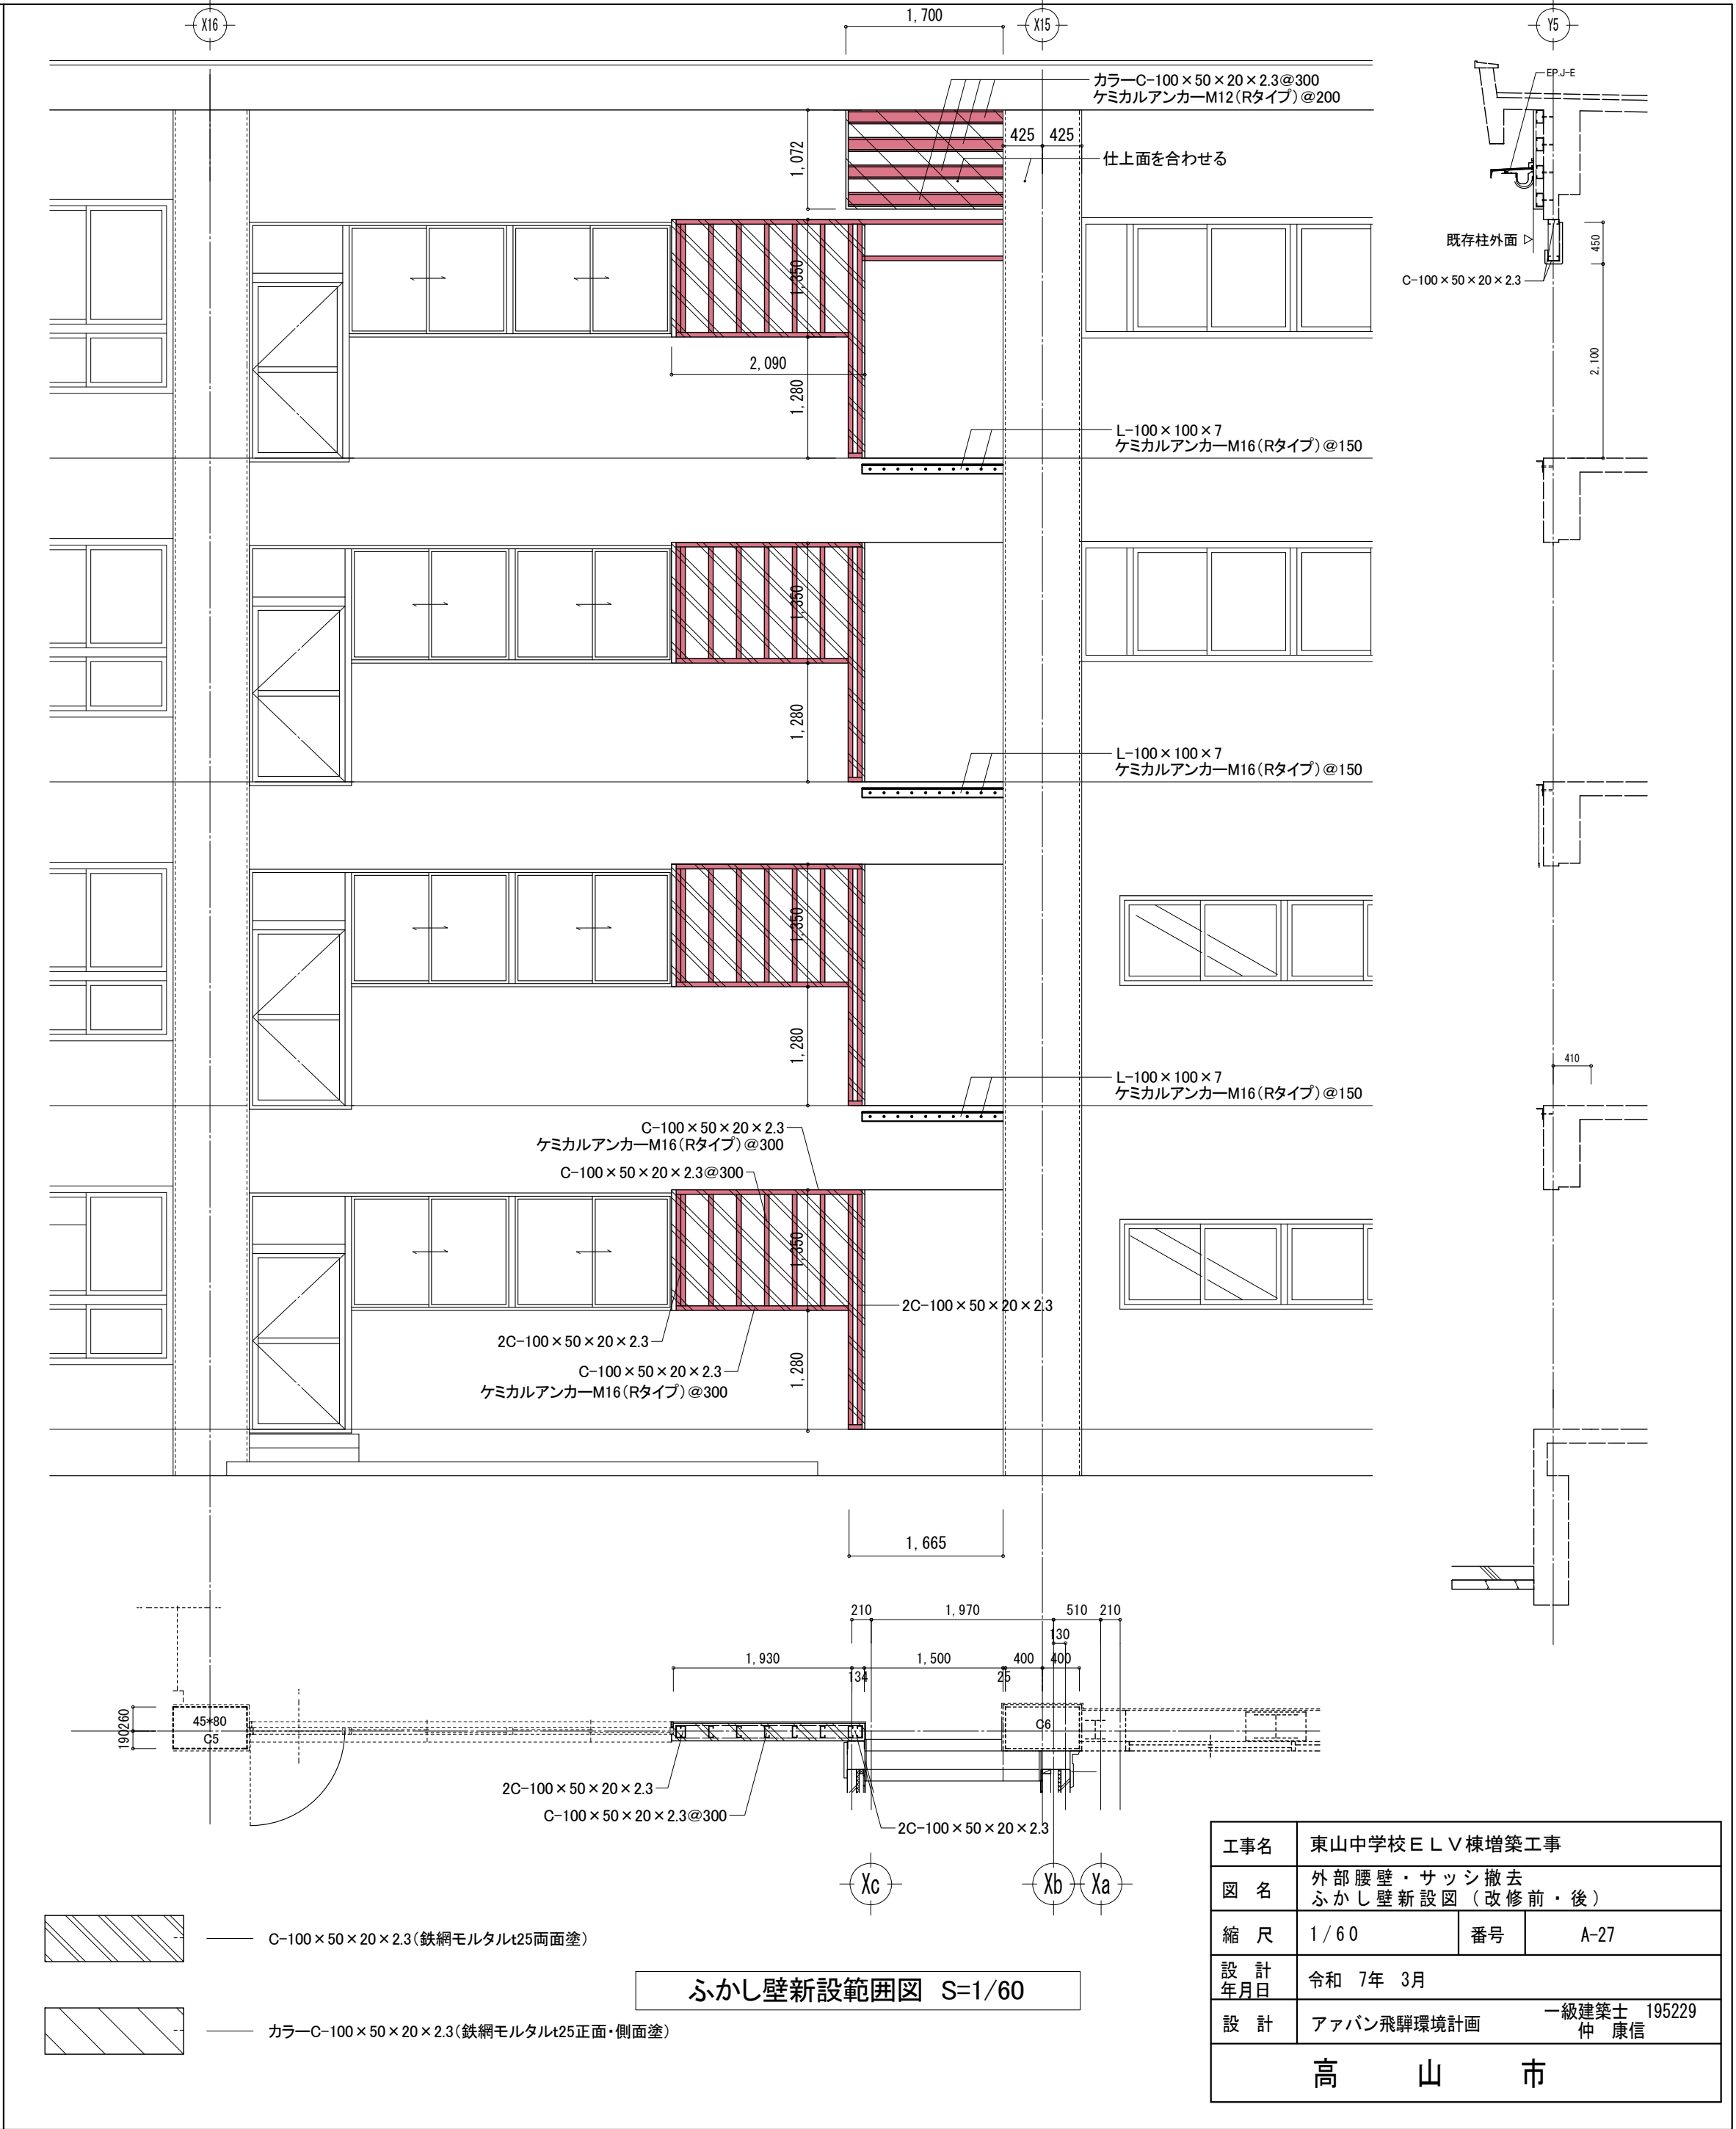 X16
1,700
X15
Y5
カラーC-100×50×20×2.3@300
ケミカルアンカーM12(Rタイプ)@200
EP.J-E
425
425
1,072
仕上面を合わせる
既存柱外面
450
C-100×50×20×2.3
1,350
2,090
1,280
2,100
L-100×100×7
ケミカルアンカーM16(Rタイプ)@150
1,350
1,280
L-100×100×7
ケミカルアンカーM16(Rタイプ)@150
1,350
1,280
410
L-100×100×7
ケミカルアンカーM16(Rタイプ)@150
C-100×50×20×2.3
ケミカルアンカーM16(Rタイプ)@300
C-100×50×20×2.3@300
1,350
2C-100×50×20×2.3
2C-100×50×20×2.3
C-100×50×20×2.3
ケミカルアンカーM16(Rタイプ)@300
1,280
1,665
210
1,970
510
210
130
1,930
134
1,500
25
400
400
190
260
45*80
C5
C6
2C-100×50×20×2.3
C-100×50×20×2.3@300
2C-100×50×20×2.3
Xc
Xb
Xa
C-100×50×20×2.3(鉄網モルタルt25両面塗)
カラーC-100×50×20×2.3(鉄網モルタルt25正面・側面塗)
ふかし壁新設範囲図 S=1/60
工事名 東山中学校ELV棟増築工事
図名 外部腰壁・サッシ撤去
ふかし壁新設図(改修前・後)
縮尺 1/60 番号 A-27
設計年月日 令和 7年 3月
設計 アァバン飛騨環境計画 一級建築士 195229
仲 康信
高山市